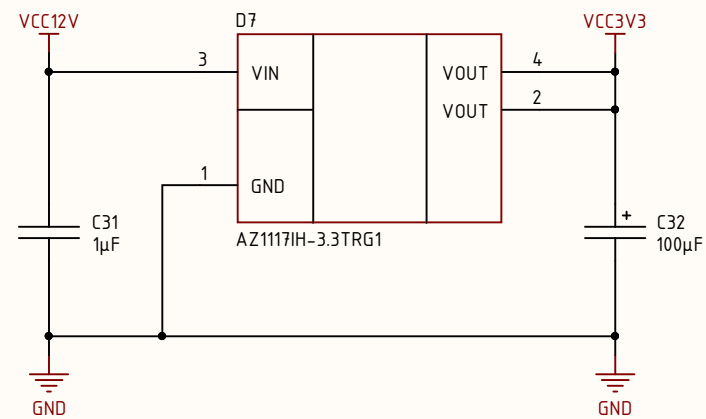 VCC12V
D7
VCC3V3
3
VIN
VOUT
4
VOUT
2
1
GND
C31
1µF
+
C32
100µF
AZ1117IH-3.3TRG1
GND
GND